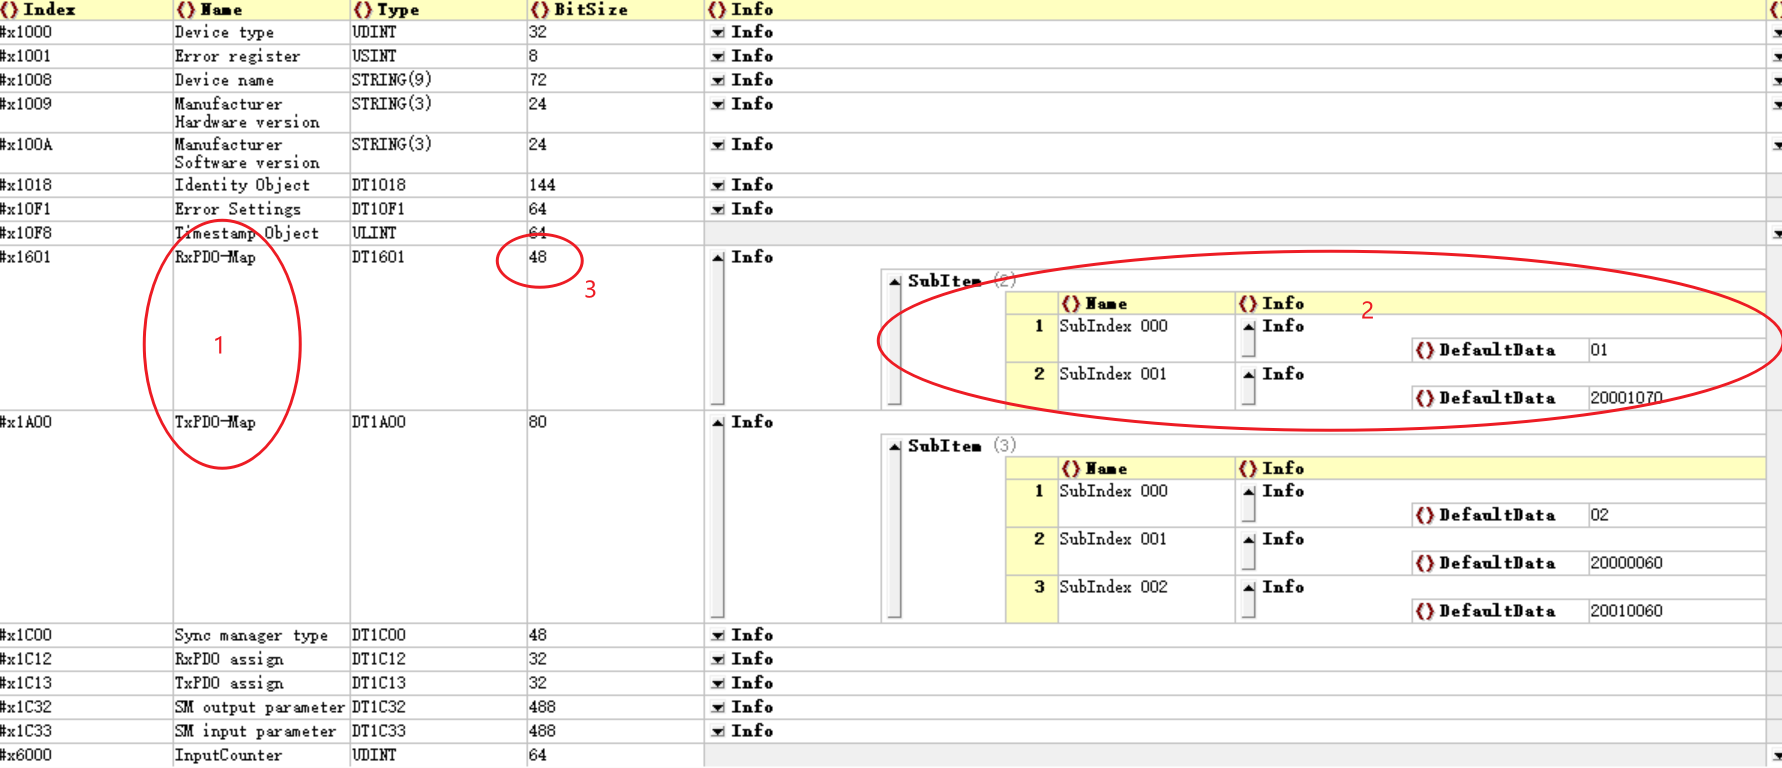 Index Name Type BitSize Info
#x1000 Device type UDINT 32 Info
#x1001 Error register USINT 8 Info
#x1008 Device name STRING(9) 72 Info
#x1009 Manufacturer STRING(3) 24 Info
Hardware version
#x100A Manufacturer STRING(3) 24 Info
Software version
#x1018 Identity Object DT1018 144 Info
#x10F1 Error Settings DT10F1 64 Info
#x10F8 Timestamp Object ULINT 64
#x1601 RxPDO-Map DT1601 48 Info
SubItem (2)
3
Name Info
2
1 SubIndex 000 Info
1
DefaultData 01
2 SubIndex 001 Info
DefaultData 20001070
#x1A00 TxPDO-Map DT1A00 80 Info
SubItem (3)
Name Info
1 SubIndex 000 Info
DefaultData 02
2 SubIndex 001 Info
DefaultData 20000060
3 SubIndex 002 Info
DefaultData 20010060
#x1C00 Sync manager type DT1C00 48 Info
#x1C12 RxPDO assign DT1C12 32 Info
#x1C13 TxPDO assign DT1C13 32 Info
#x1C32 SM output parameter DT1C32 488 Info
#x1C33 SM input parameter DT1C33 488 Info
#x6000 InputCounter UDINT 64